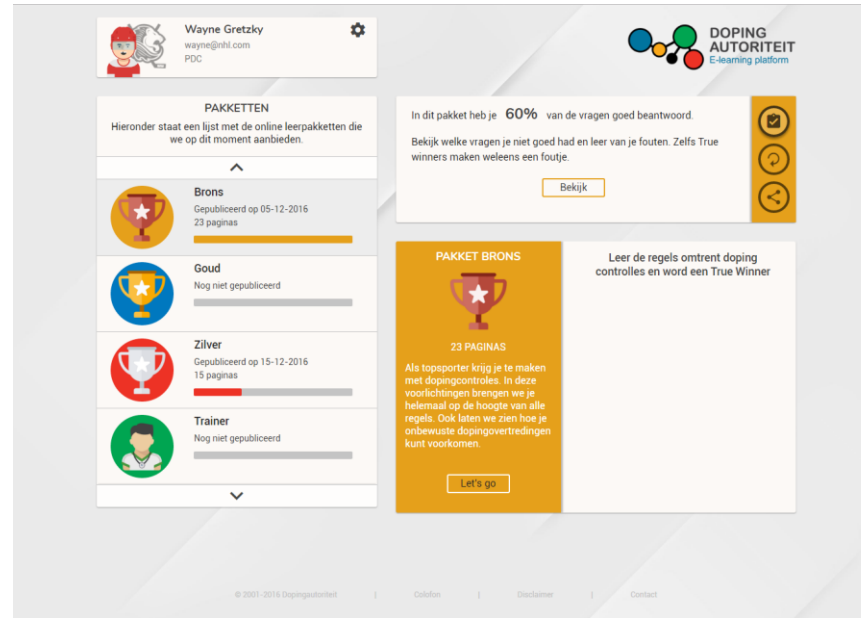 Wayne Gretzky
wayne@nhl.com
PDC
DOPING
AUTORITEIT
E-learning platform
PAKKETTEN
Hieronder staat een lijst met de online leerpakketten die
we op dit moment aanbieden.
Brons
Gepubliceerd op 05-12-2016
23 paginas
Goud
Nog niet gepubliceerd
Zilver
Gepubliceerd op 15-12-2016
15 paginas
Trainer
Nog niet gepubliceerd
In dit pakket heb je 60% van de vragen goed beantwoord.
Bekijk welke vragen je niet goed had en leer van je fouten. Zelfs True
winners maken weleens een foutje.
Bekijk
PAKKET BRONS
23 PAGINAS
Als topsporter krijg je te maken
met dopingcontroles. In deze
voorlichtingen brengen we je
helemaal op de hoogte van alle
regels. Ook laten we zien hoe je
onbewuste dopingovertredingen
kunt voorkomen.
Let's go
Leer de regels omtrent doping
controlles en word een True Winner
© 2001-2016 Dopingautoriteit | Colofon | Disclaimer | Contact